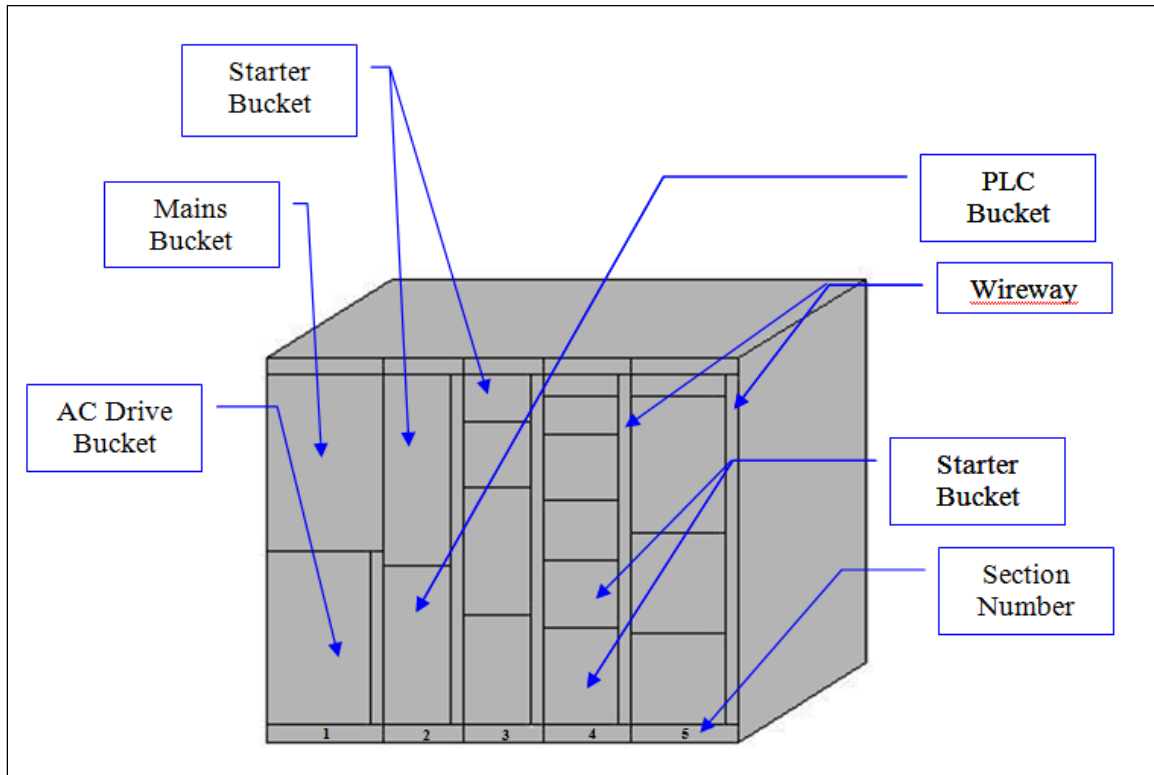 Starter
Bucket
Mains
Bucket
PLC
Bucket
Wireway
AC Drive
Bucket
Starter
Bucket
Section
Number
1 2 3 4 5